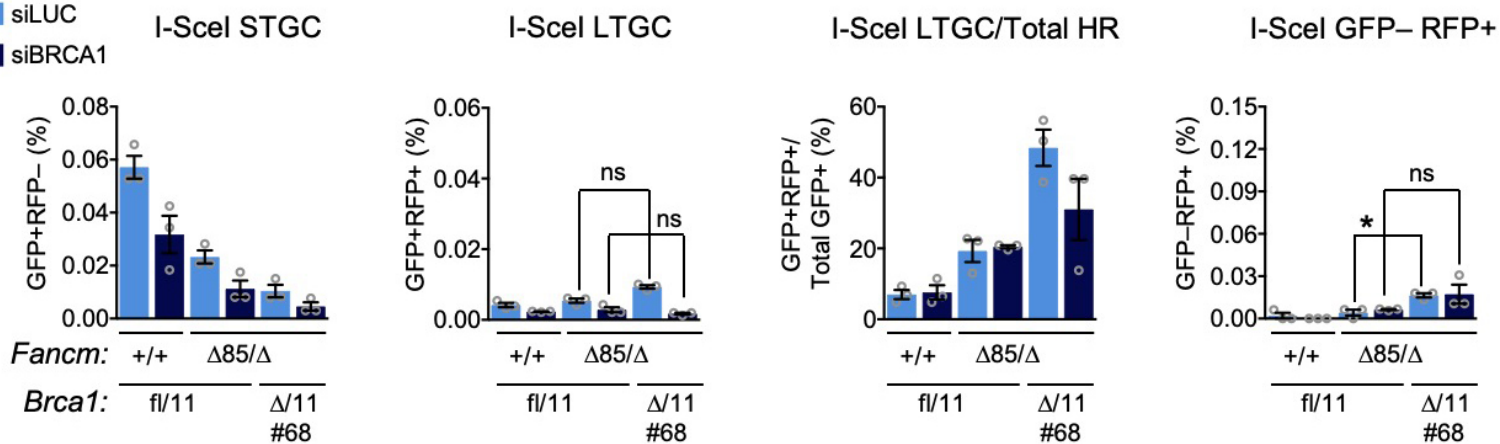 siLUC
siBRCA1
I-SceI STGC
I-SceI LTGC
I-SceI LTGC/Total HR
I-SceI GFP– RFP+
GFP+RFP– (%)
0.08
0.06
0.04
0.02
0.00
GFP+RFP+ (%)
0.06
0.04
0.02
0.00
ns
ns
GFP+RFP+/
Total GFP+ (%)
60
40
20
0
GFP–RFP+ (%)
0.15
0.12
0.09
0.06
0.03
0.00
*
ns
Fancm: +/+ Δ85/Δ +/+ Δ85/Δ +/+ Δ85/Δ +/+ Δ85/Δ
Brca1: fl/11 Δ/11 fl/11 Δ/11 fl/11 Δ/11 fl/11 Δ/11
#68 #68 #68 #68